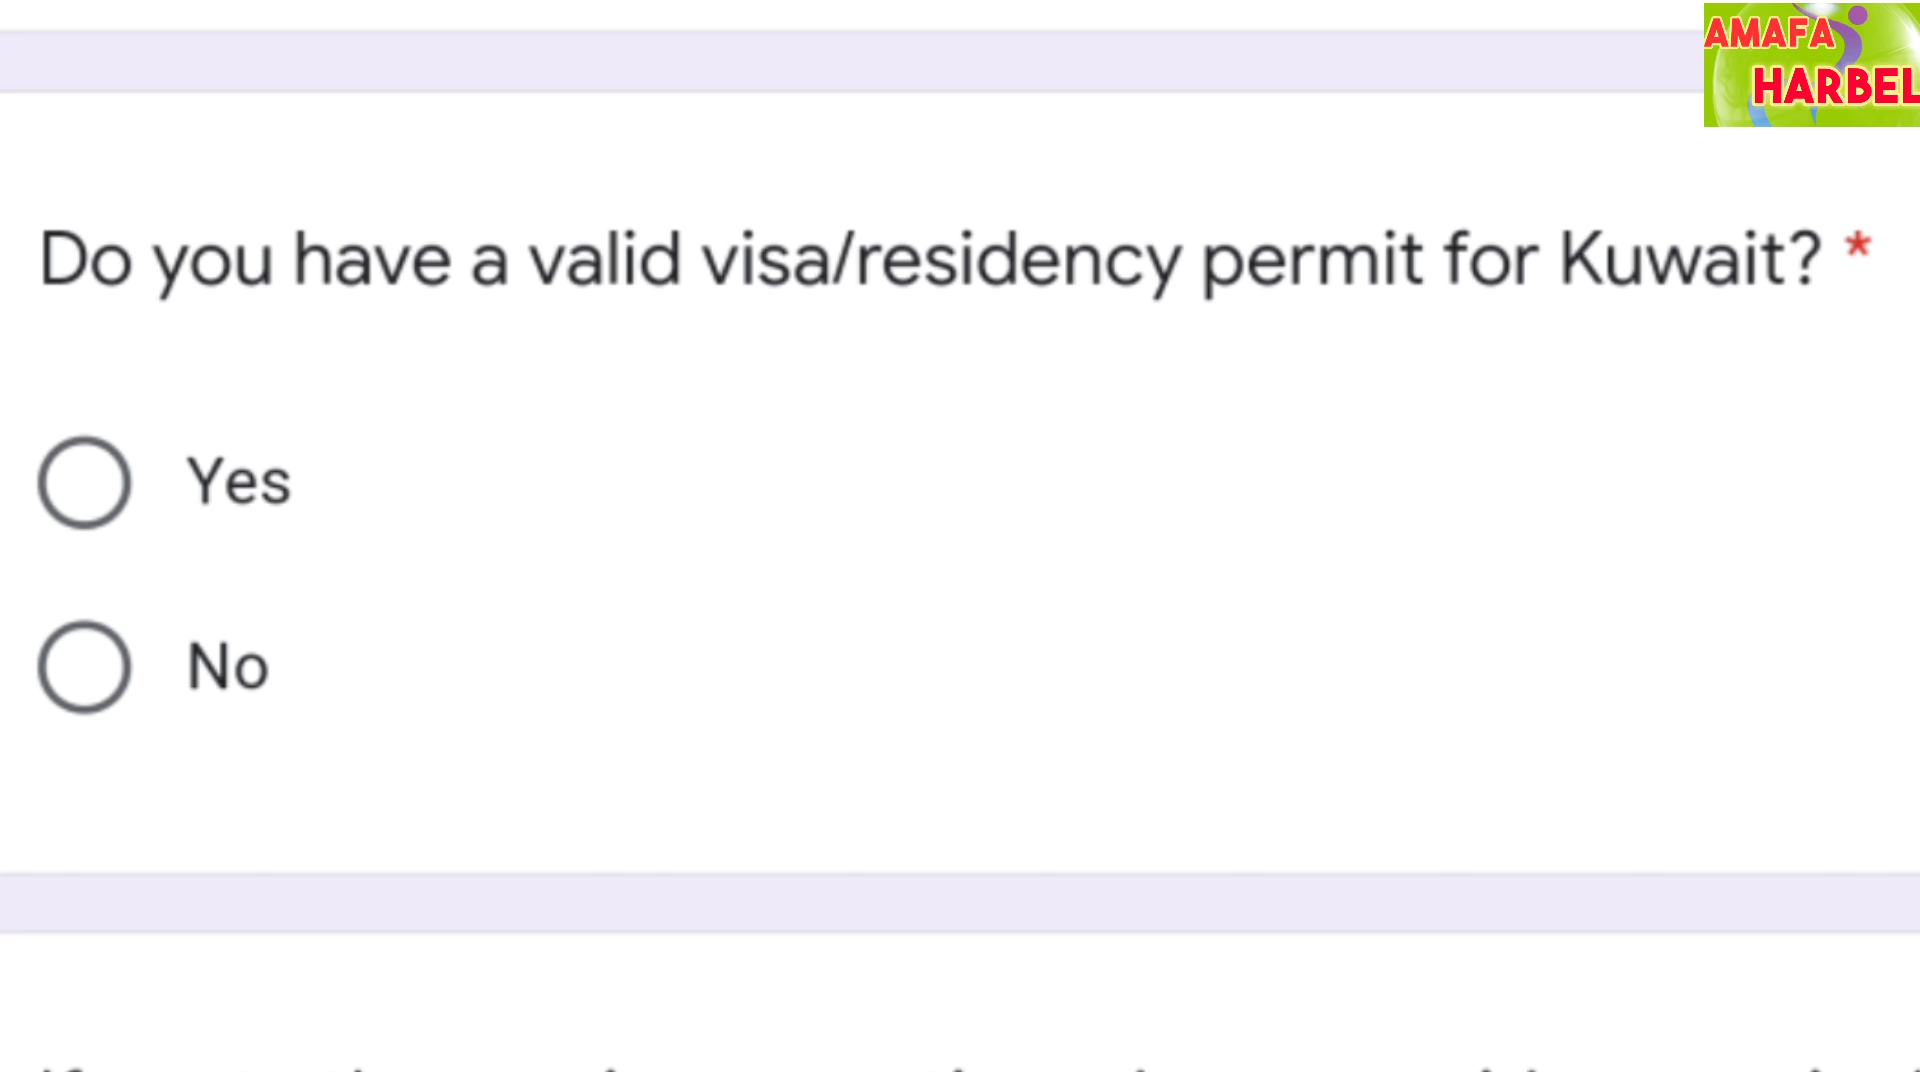 AMAFA
HARBEL
Do you have a valid visa/residency permit for Kuwait? *
Yes
No